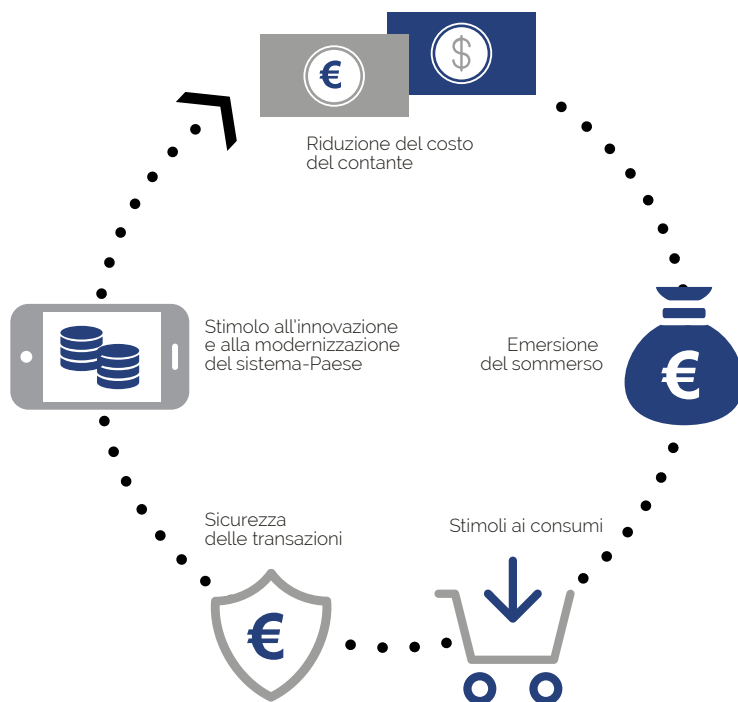 €
$
Riduzione del costo
del contante
Stimolo all'innovazione
e alla modernizzazione
del sistema-Paese
Emersione
del sommerso
€
Sicurezza
delle transazioni
Stimoli ai consumi
€